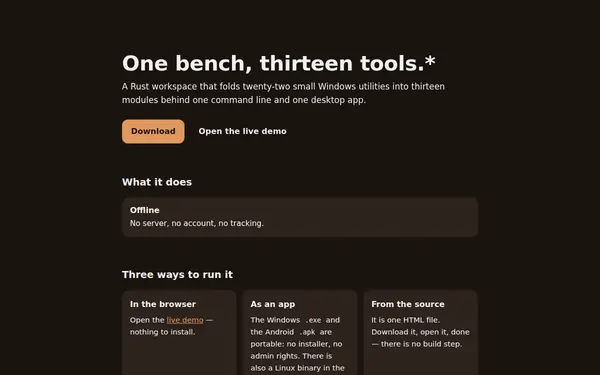 One bench, thirteen tools.*
A Rust workspace that folds twenty-two small Windows utilities into thirteen
modules behind one command line and one desktop app.
Download
Open the live demo
What it does
Offline
No server, no account, no tracking.
Three ways to run it
In the browser
Open the live demo —
nothing to install.
As an app
The Windows .exe and
the Android .apk are
portable: no installer, no
admin rights. There is
also a Linux binary in the
From the source
It is one HTML file.
Download it, open it, done
— there is no build step.